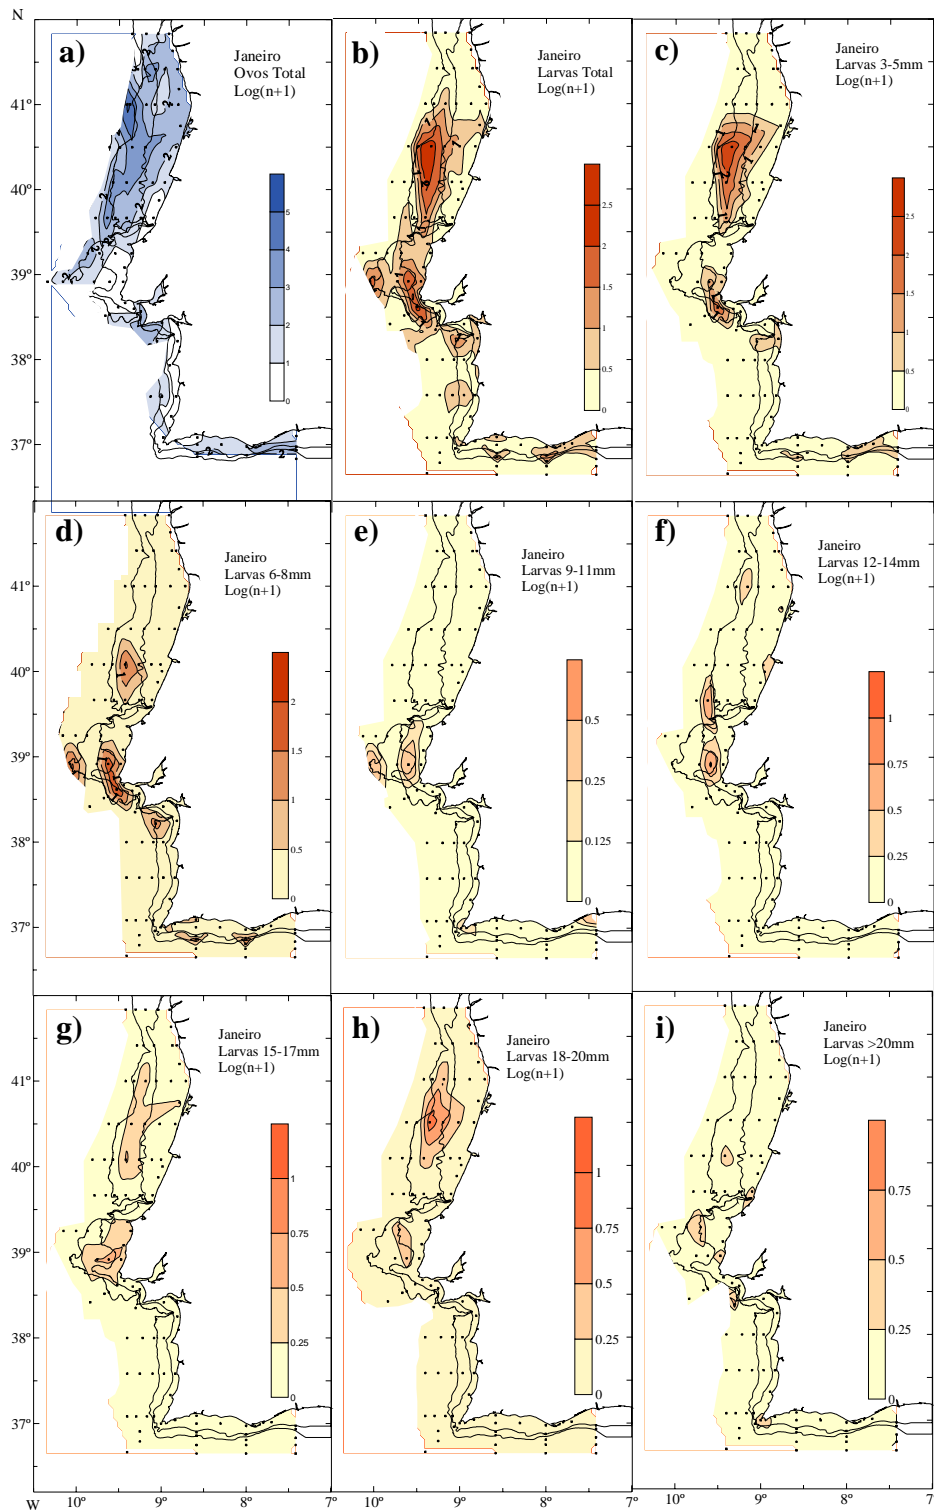 N
a)
Janeiro
Ovos Total
Log(n+1)
41°
40°
39°
38°
37°
5
4
3
2
1
0
b)
Janeiro
Larvas Total
Log(n+1)
2.5
2
1.5
1
0.5
0
c)
Janeiro
Larvas 3-5mm
Log(n+1)
2.5
2
1.5
1
0.5
0
d)
Janeiro
Larvas 6-8mm
Log(n+1)
41°
40°
39°
38°
37°
2
1.5
1
0.5
0
e)
Janeiro
Larvas 9-11mm
Log(n+1)
0.5
0.25
0.125
0
f)
Janeiro
Larvas 12-14mm
Log(n+1)
1
0.75
0.5
0.25
0
g)
Janeiro
Larvas 15-17mm
Log(n+1)
41°
40°
39°
38°
37°
1
0.75
0.5
0.25
0
h)
Janeiro
Larvas 18-20mm
Log(n+1)
1
0.75
0.5
0.25
0
i)
Janeiro
Larvas >20mm
Log(n+1)
0.75
0.5
0.25
0
W
10° 9° 8° 7° 10° 9° 8° 7° 10° 9° 8° 7°